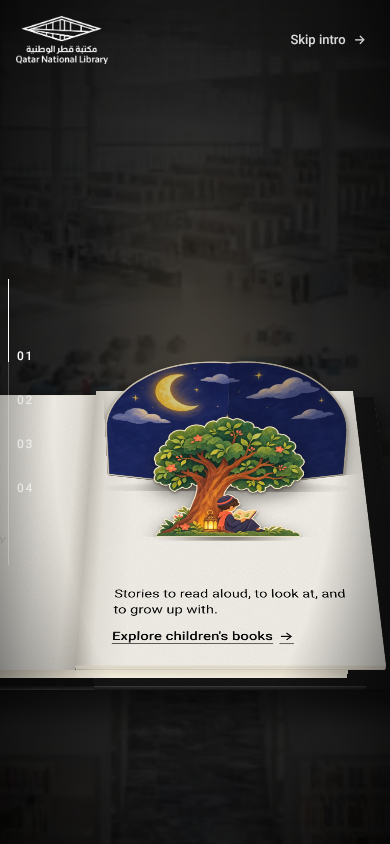 مكتبة قطر الوطنية
Qatar National Library
Skip intro →
01
02
03
04
Stories to read aloud, to look at, and
to grow up with.
Explore children's books →